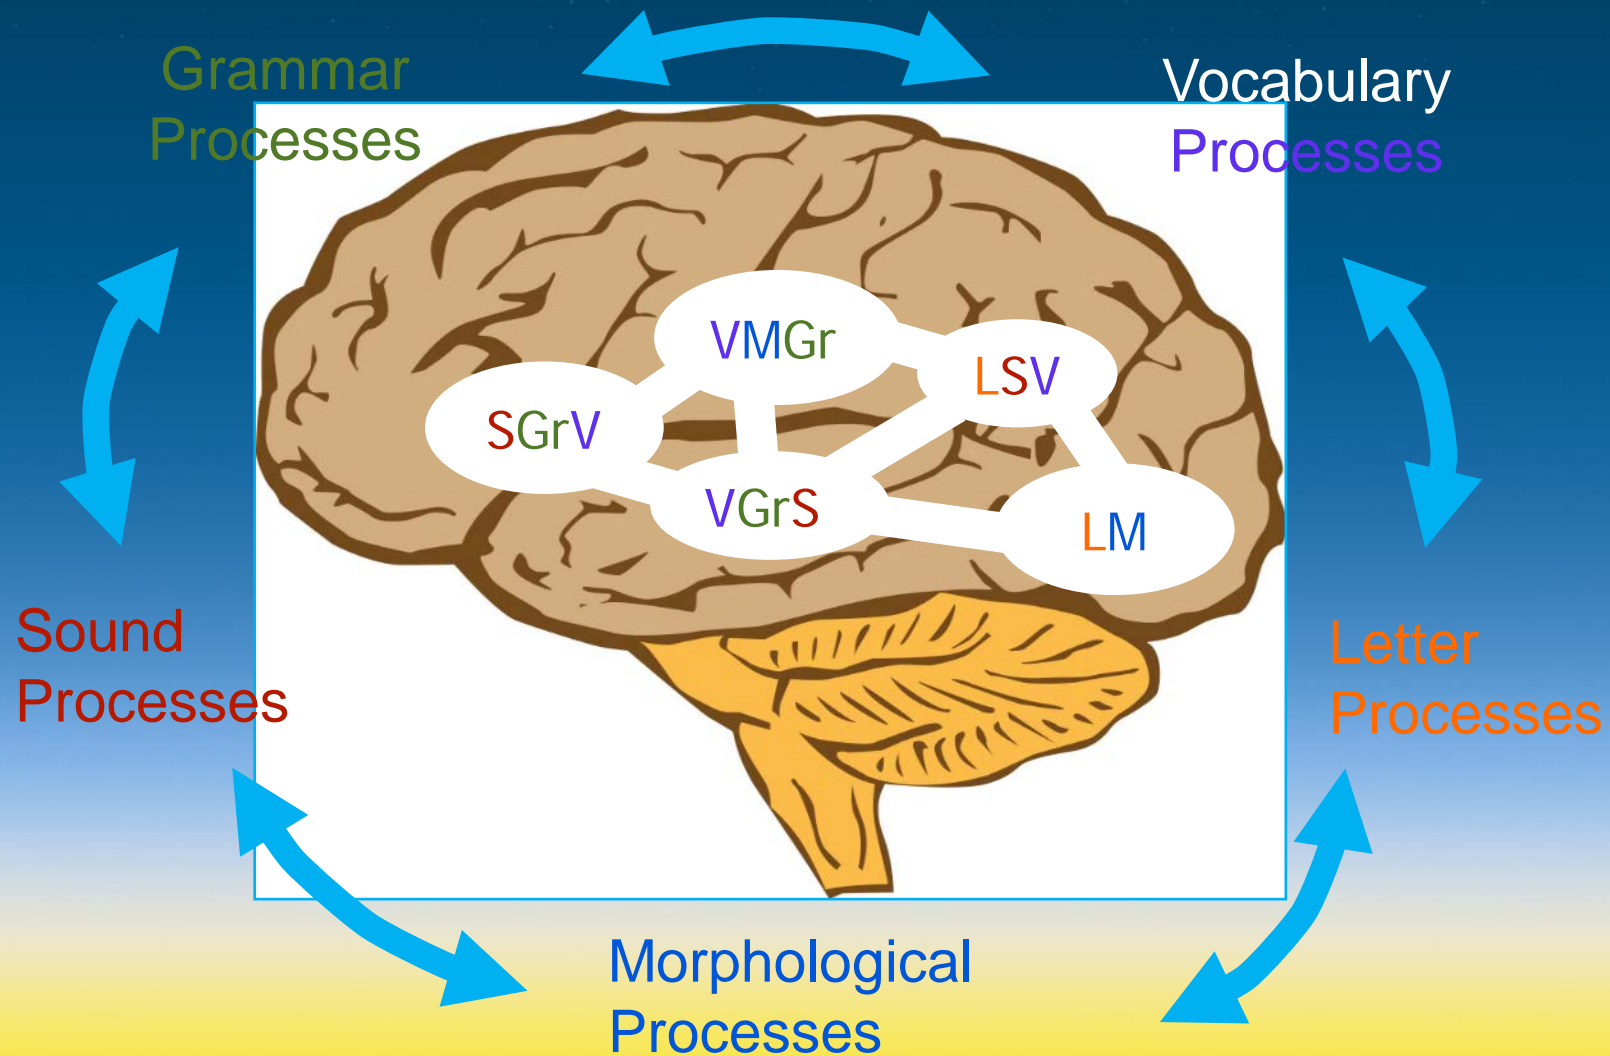 Grammar
Processes
Vocabulary
Processes
VMGr
LSV
SGrV
VGrS
LM
Sound
Processes
Letter
Processes
Morphological
Processes